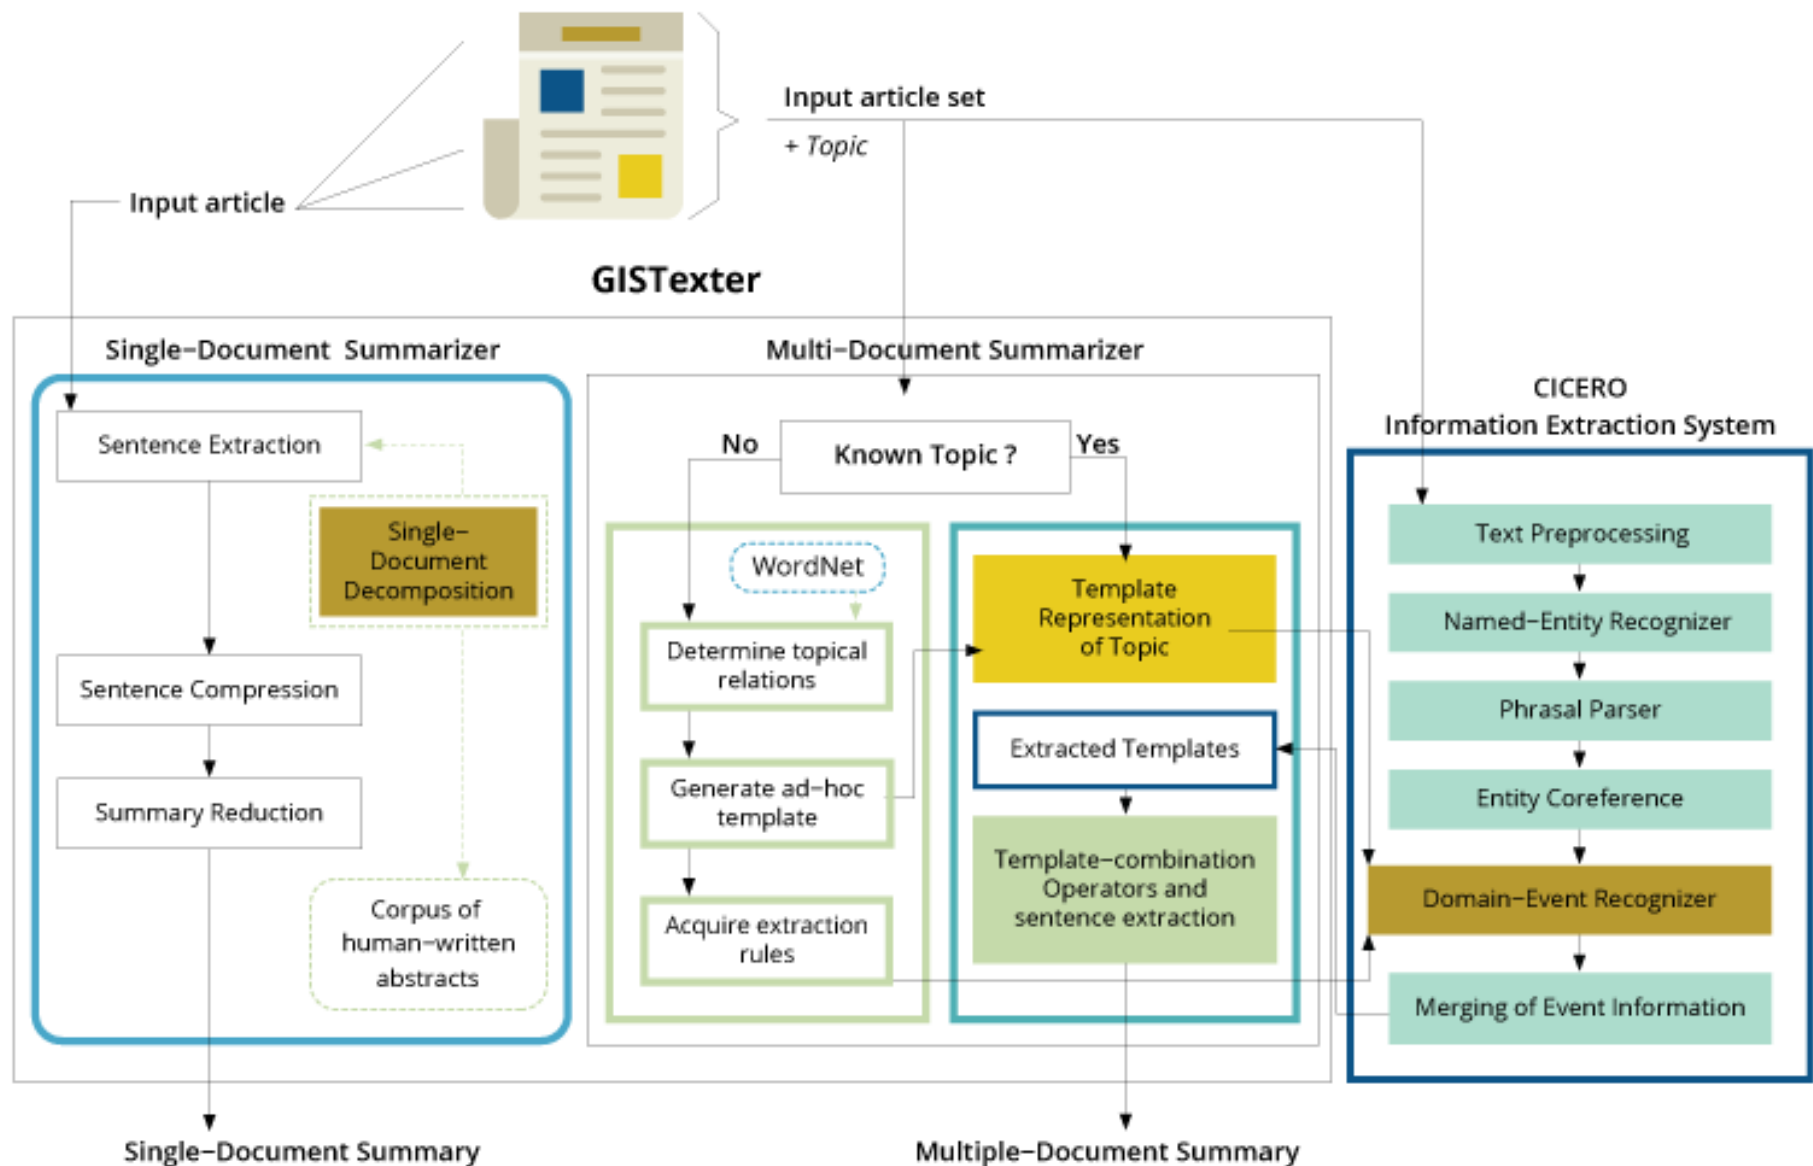 Input article set
+ Topic
Input article
GISTexter
Single–Document Summarizer
Multi–Document Summarizer
CICERO
Information Extraction System
Sentence Extraction
Single–
Document
Decomposition
Sentence Compression
Summary Reduction
Corpus of
human–written
abstracts
No
Known Topic ?
Yes
WordNet
Determine topical
relations
Generate ad–hoc
template
Acquire extraction
rules
Template
Representation
of Topic
Extracted Templates
Template–combination
Operators and
sentence extraction
Text Preprocessing
Named–Entity Recognizer
Phrasal Parser
Entity Coreference
Domain–Event Recognizer
Merging of Event Information
Single–Document Summary
Multiple–Document Summary